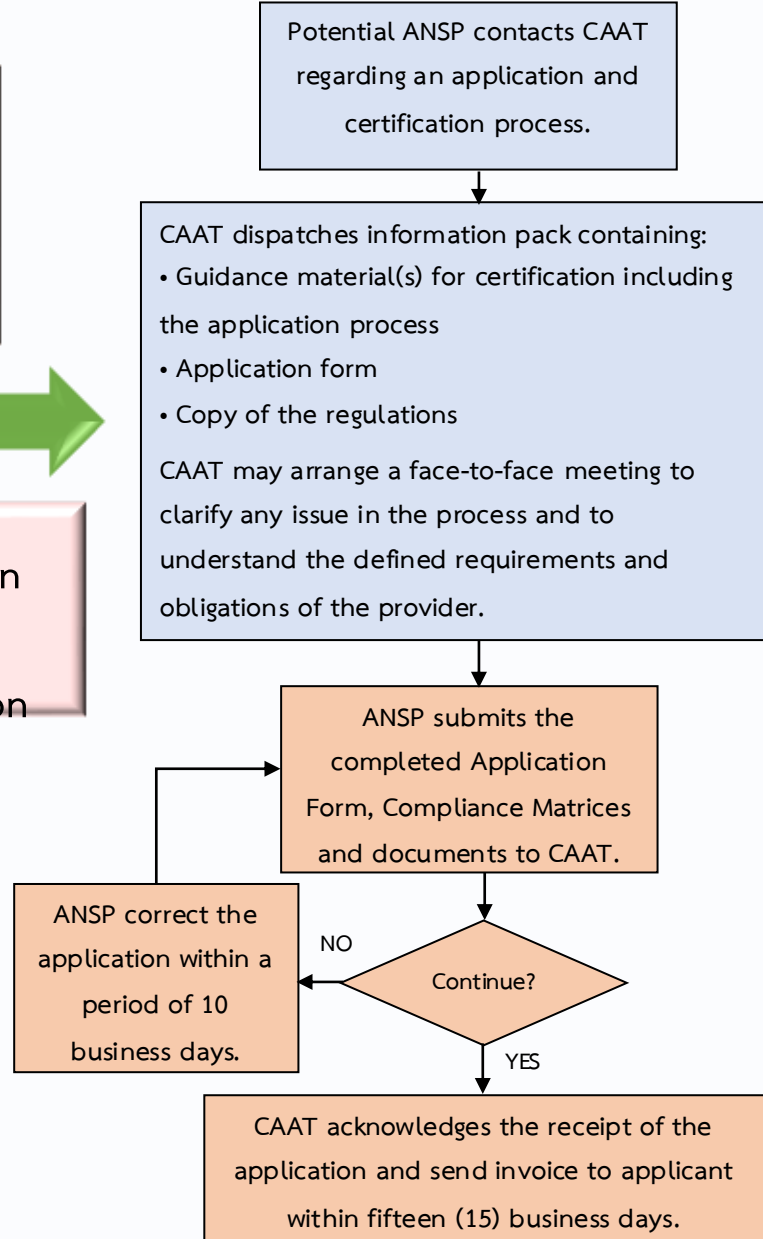 Potential ANSP contacts CAAT
regarding an application and
certification process.
CAAT dispatches information pack containing:
• Guidance material(s) for certification including
the application process
• Application form
• Copy of the regulations
CAAT may arrange a face-to-face meeting to
clarify any issue in the process and to
understand the defined requirements and
obligations of the provider.
ANSP submits the
completed Application
Form, Compliance Matrices
and documents to CAAT.
ANSP correct the
application within a
period of 10
business days.
NO
Continue?
YES
CAAT acknowledges the receipt of the
application and send invoice to applicant
within fifteen (15) business days.